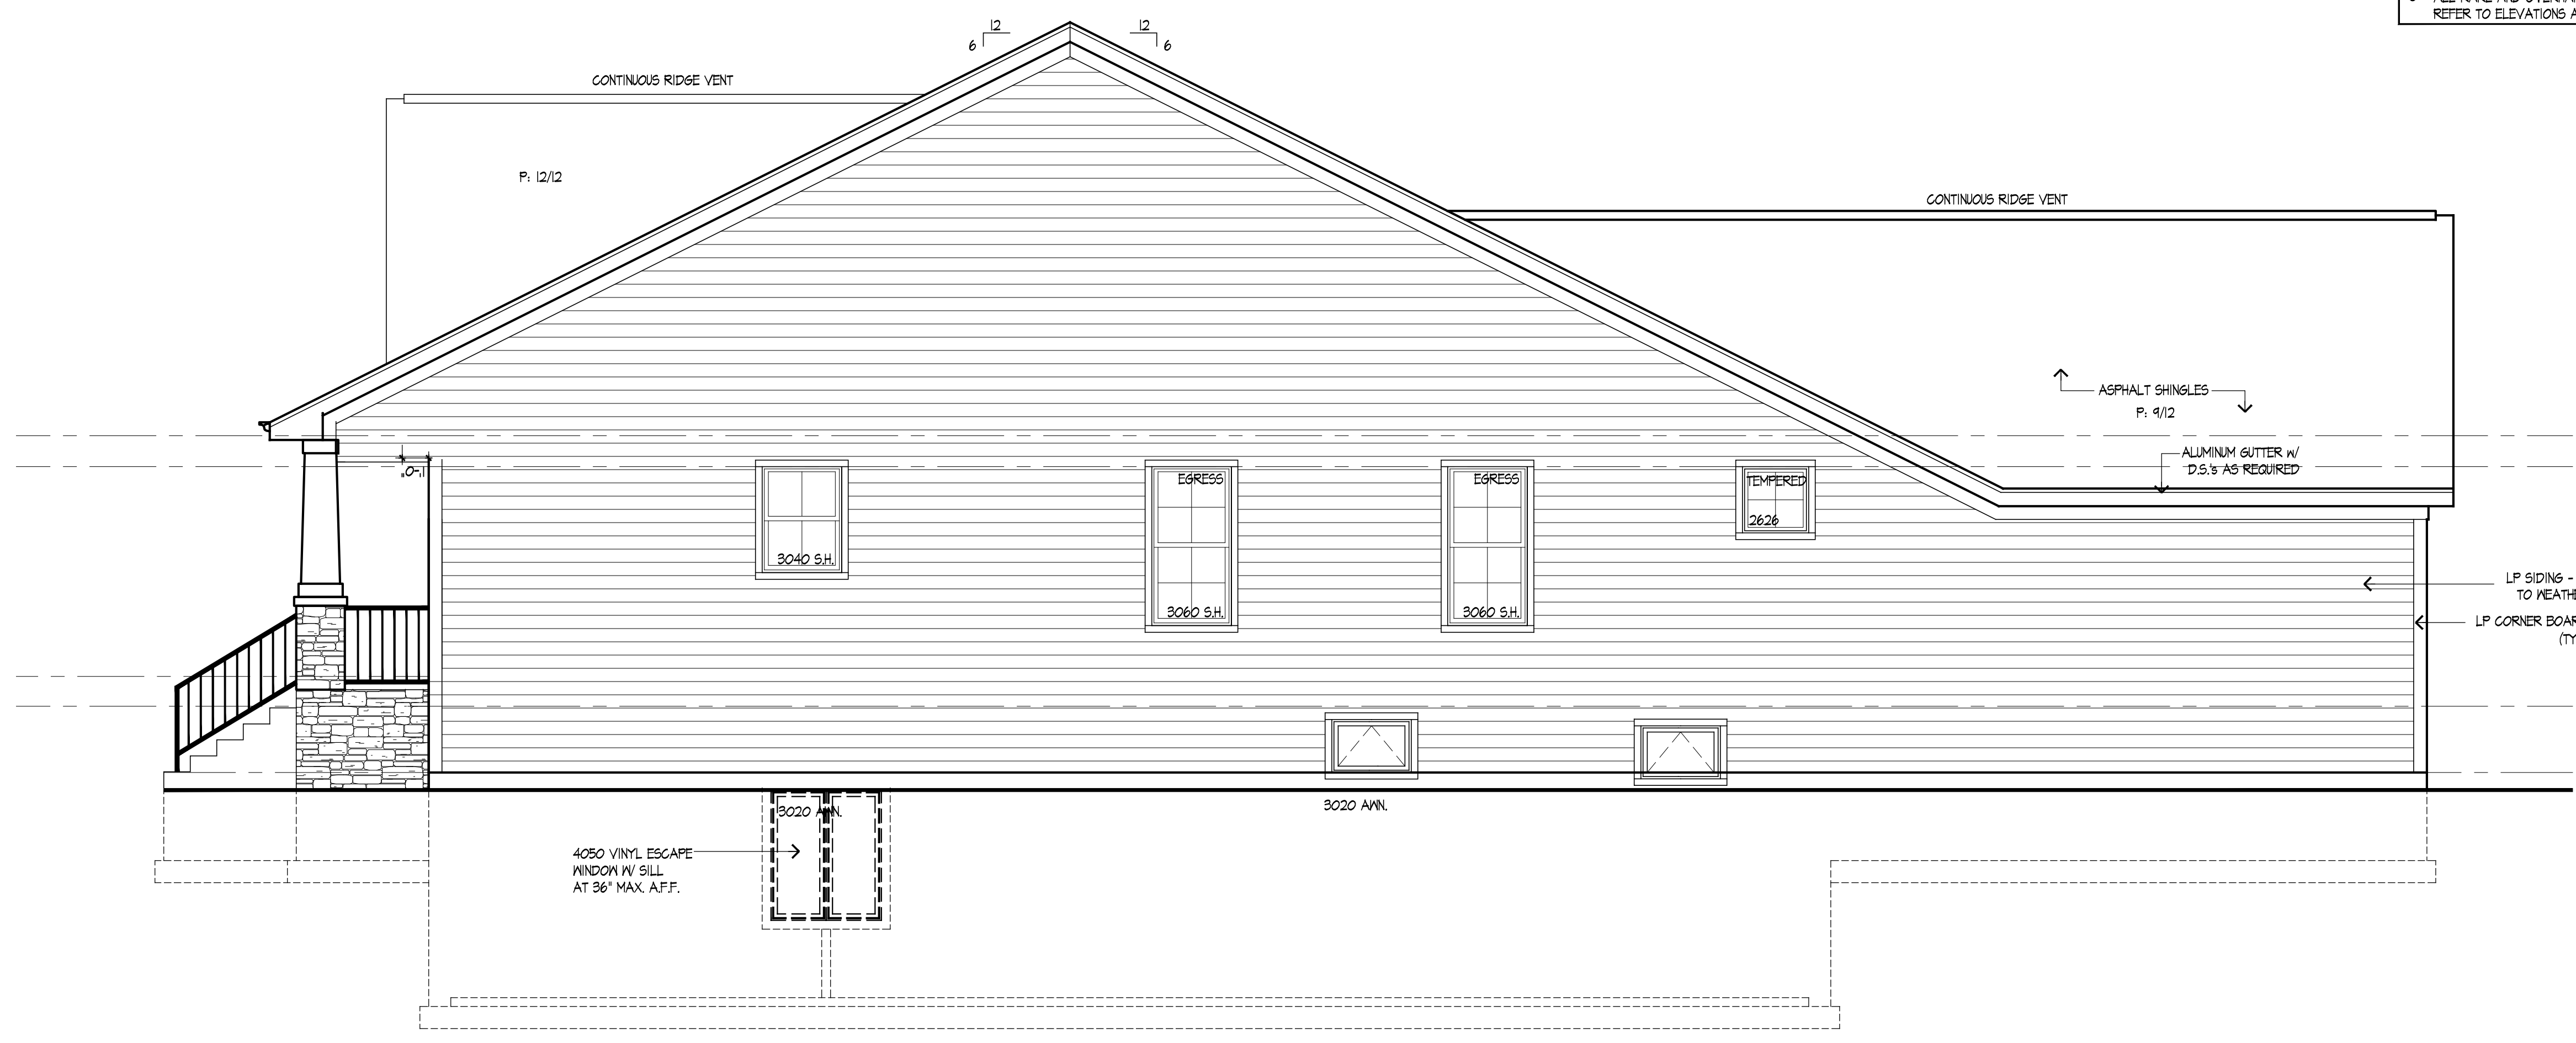 REFER TO ELEVATIONS
12
6
12
6
CONTINUOUS RIDGE VENT
P: 12/12
CONTINUOUS RIDGE VENT
ASPHALT SHINGLES
P: 9/12
ALUMINUM GUTTER W/
D.S.'s AS REQUIRED
1'-0"
EGRESS
EGRESS
TEMPERED
2626
3040 S.H.
3060 S.H.
3060 S.H.
LP SIDING -
TO
LP CORNER
3020 AWN.
3020 AWN.
4050 VINYL ESCAPE
WINDOW W/ SILL
AT 36" MAX. A.F.F.